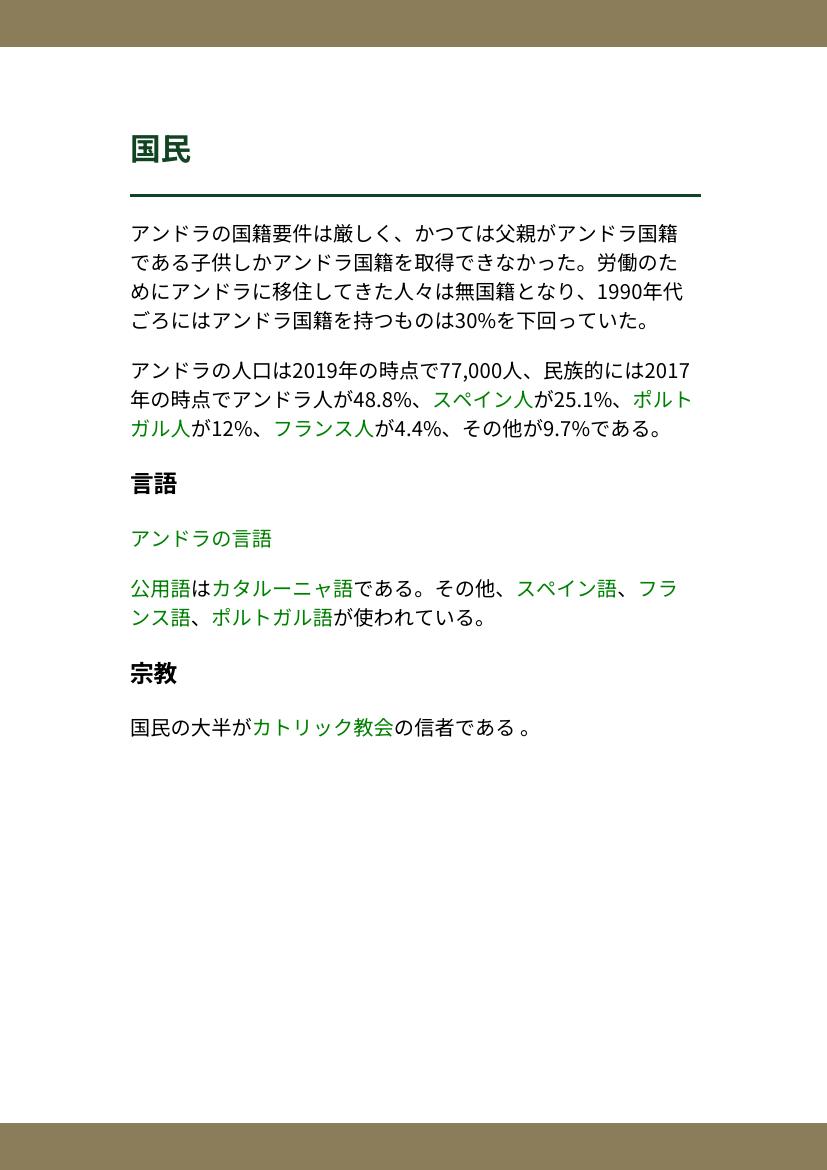 国民
アンドラの国籍要件は厳しく、かつては父親がアンドラ国籍
である子供しかアンドラ国籍を取得できなかった。労働のた
めにアンドラに移住してきた人々は無国籍となり、1990年代
ごろにはアンドラ国籍を持つものは30%を下回っていた。
アンドラの人口は2019年の時点で77,000人、民族的には2017
年の時点でアンドラ人が48.8%、スペイン人が25.1%、ポルト
ガル人が12%、フランス人が4.4%、その他が9.7%である。
言語
アンドラの言語
公用語はカタルーニャ語である。その他、スペイン語、フラ
ンス語、ポルトガル語が使われている。
宗教
国民の大半がカトリック教会の信者である 。